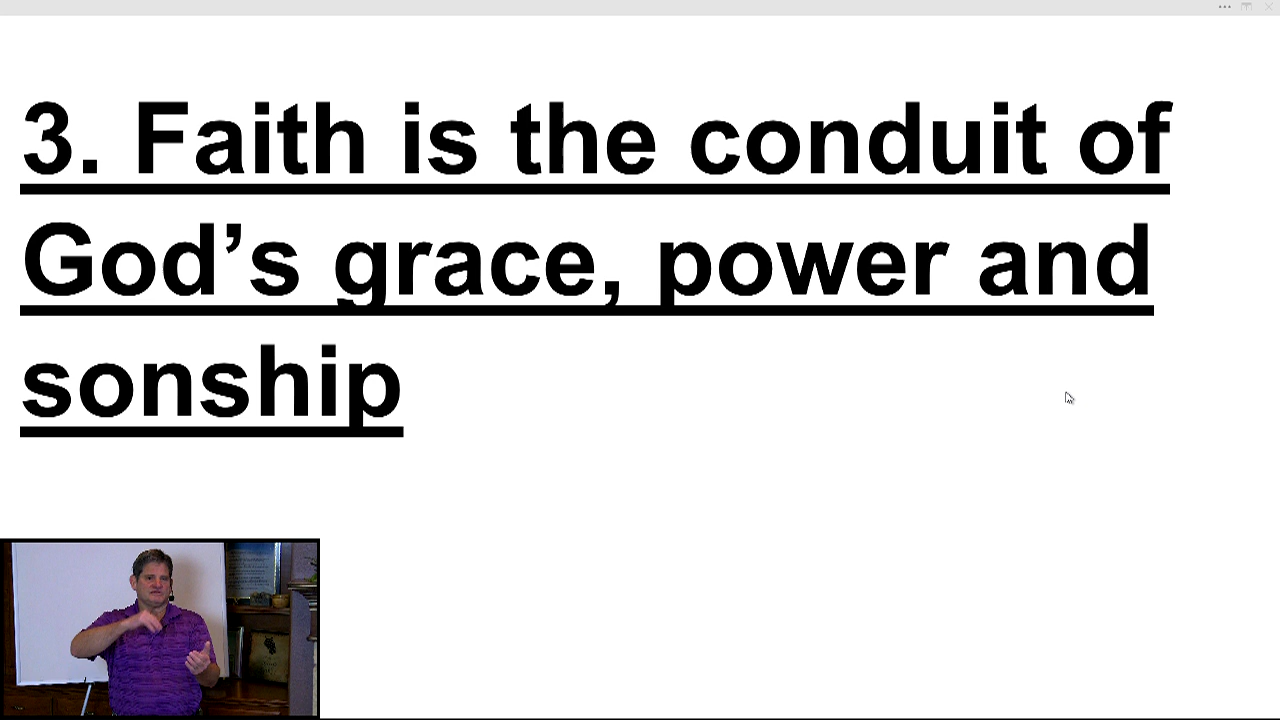 3. Faith is the conduit of
God’s grace, power and
sonship